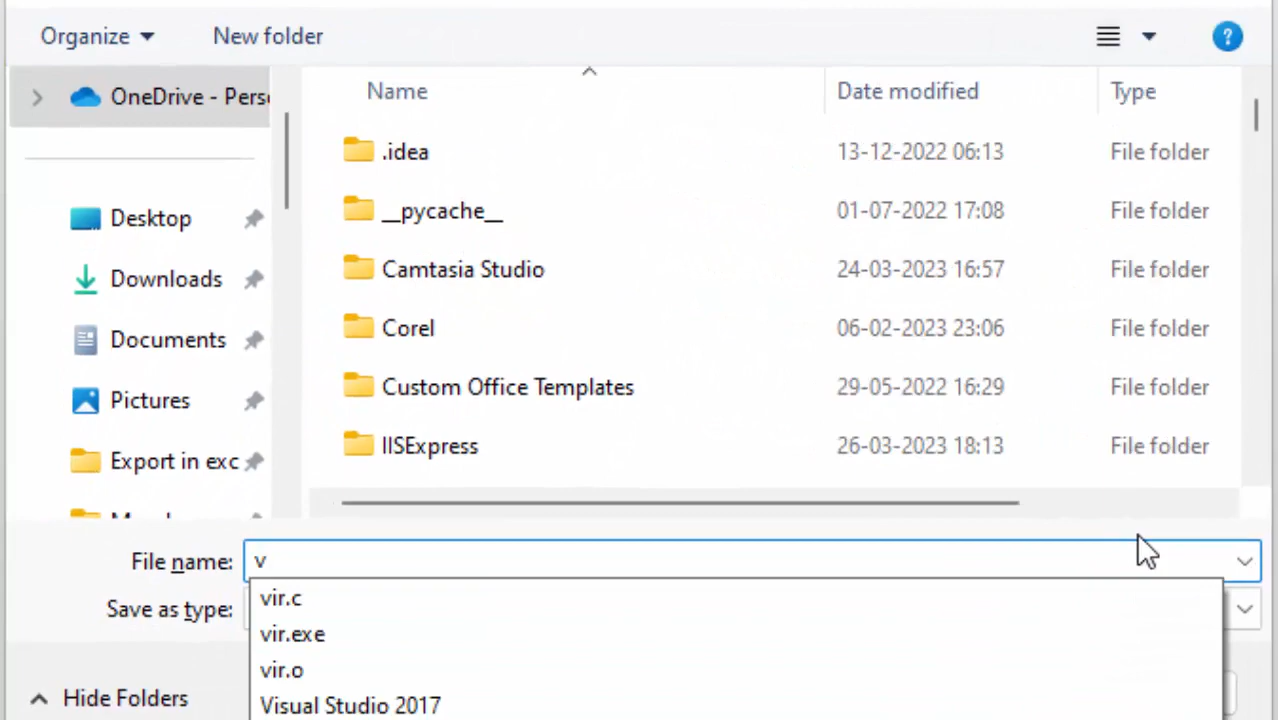 Organize
New folder
?
OneDrive - Pers
Name
Date modified
Type
.idea
13-12-2022 06:13
File folder
__pycache__
01-07-2022 17:08
File folder
Desktop
Camtasia Studio
24-03-2023 16:57
File folder
Downloads
Corel
06-02-2023 23:06
File folder
Documents
Custom Office Templates
29-05-2022 16:29
File folder
Pictures
IISExpress
26-03-2023 18:13
File folder
Export in exc
File name:
v
Save as type:
vir.c
vir.exe
vir.o
Visual Studio 2017
Hide Folders